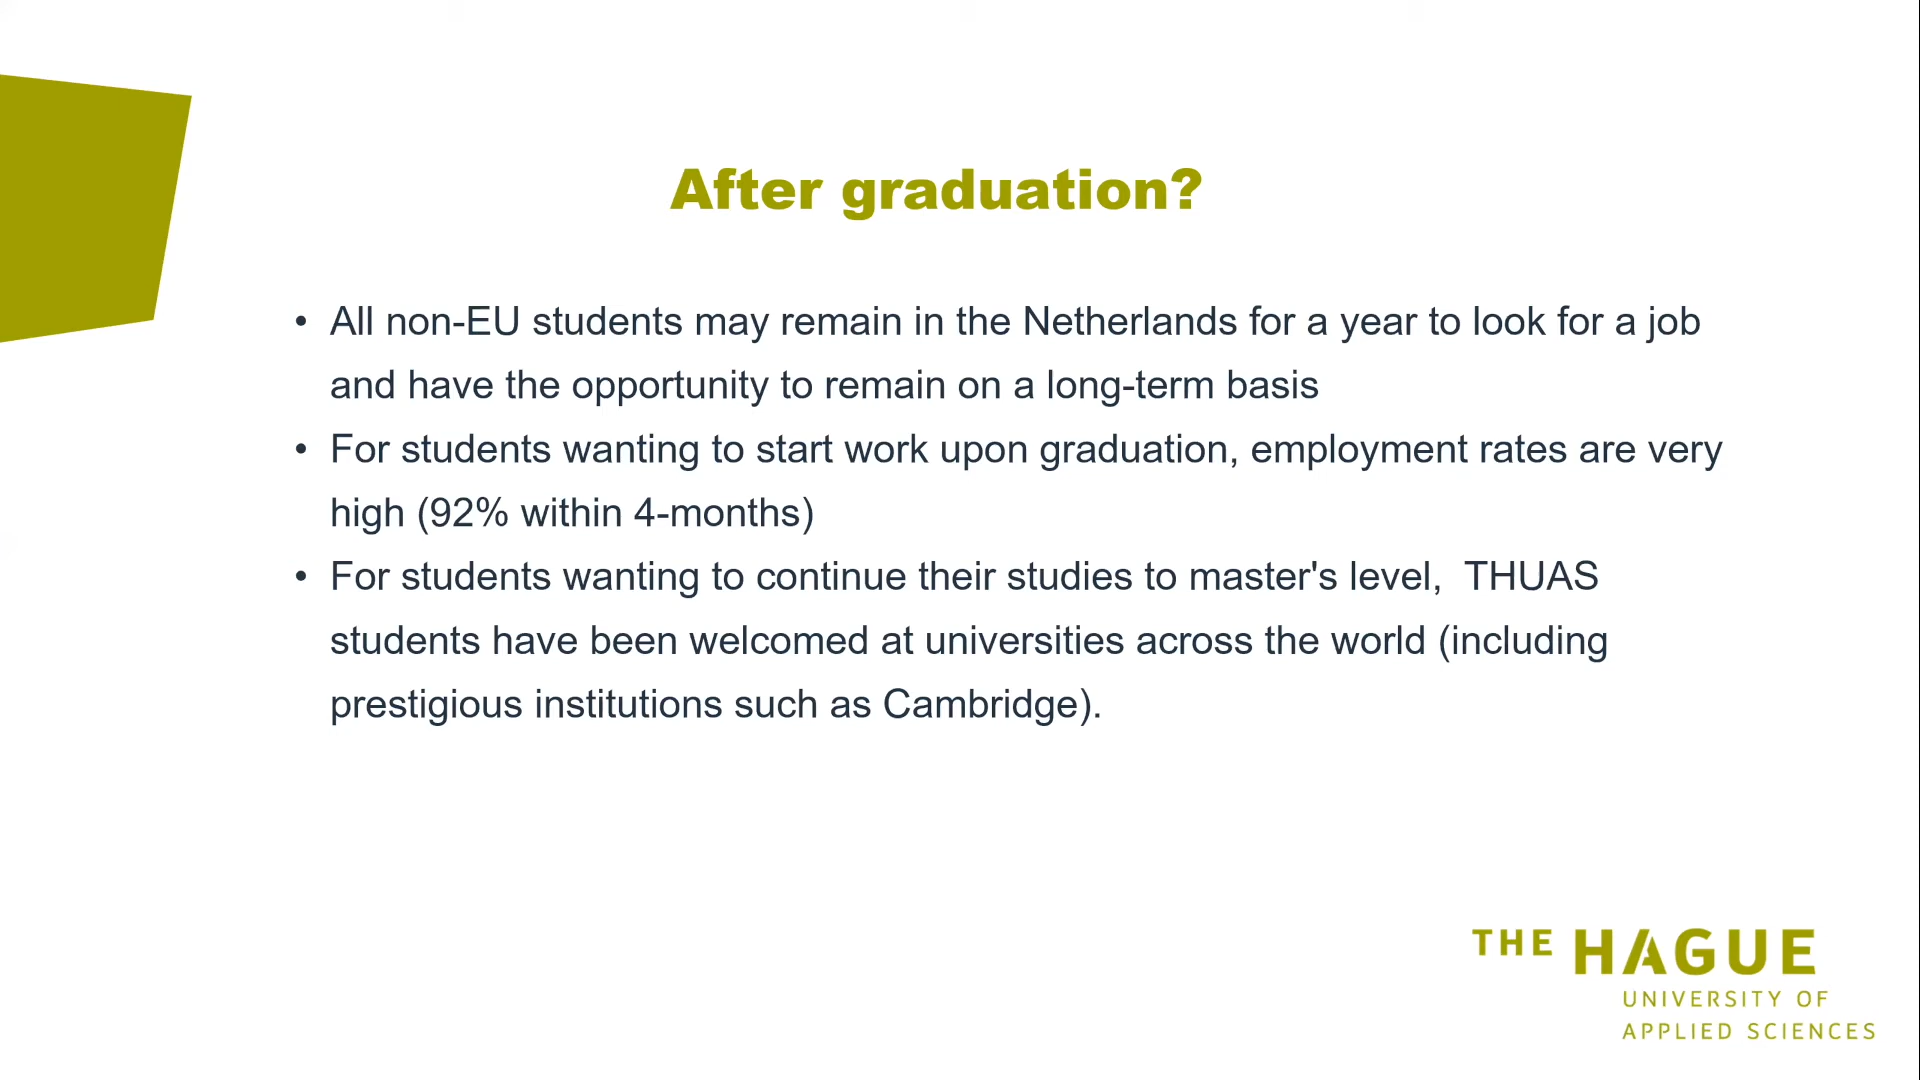 After graduation?
• All non-EU students may remain in the Netherlands for a year to look for a job
and have the opportunity to remain on a long-term basis
• For students wanting to start work upon graduation, employment rates are very
high (92% within 4-months)
• For students wanting to continue their studies to master's level,  THUAS
students have been welcomed at universities across the world (including
prestigious institutions such as Cambridge).
THE HAGUE
UNIVERSITY OF
APPLIED SCIENCES